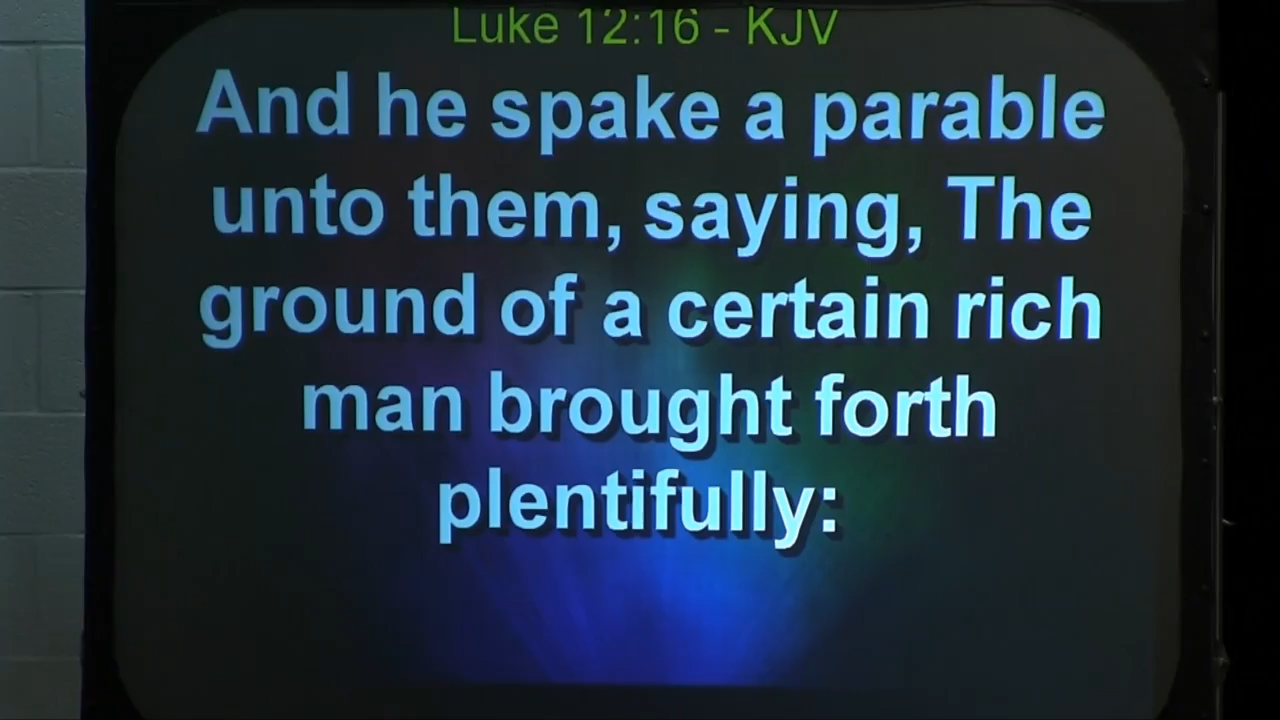 Luke 12:16 - KJV
And he spake a parable
unto them, saying, The
ground of a certain rich
man brought forth
plentifully: